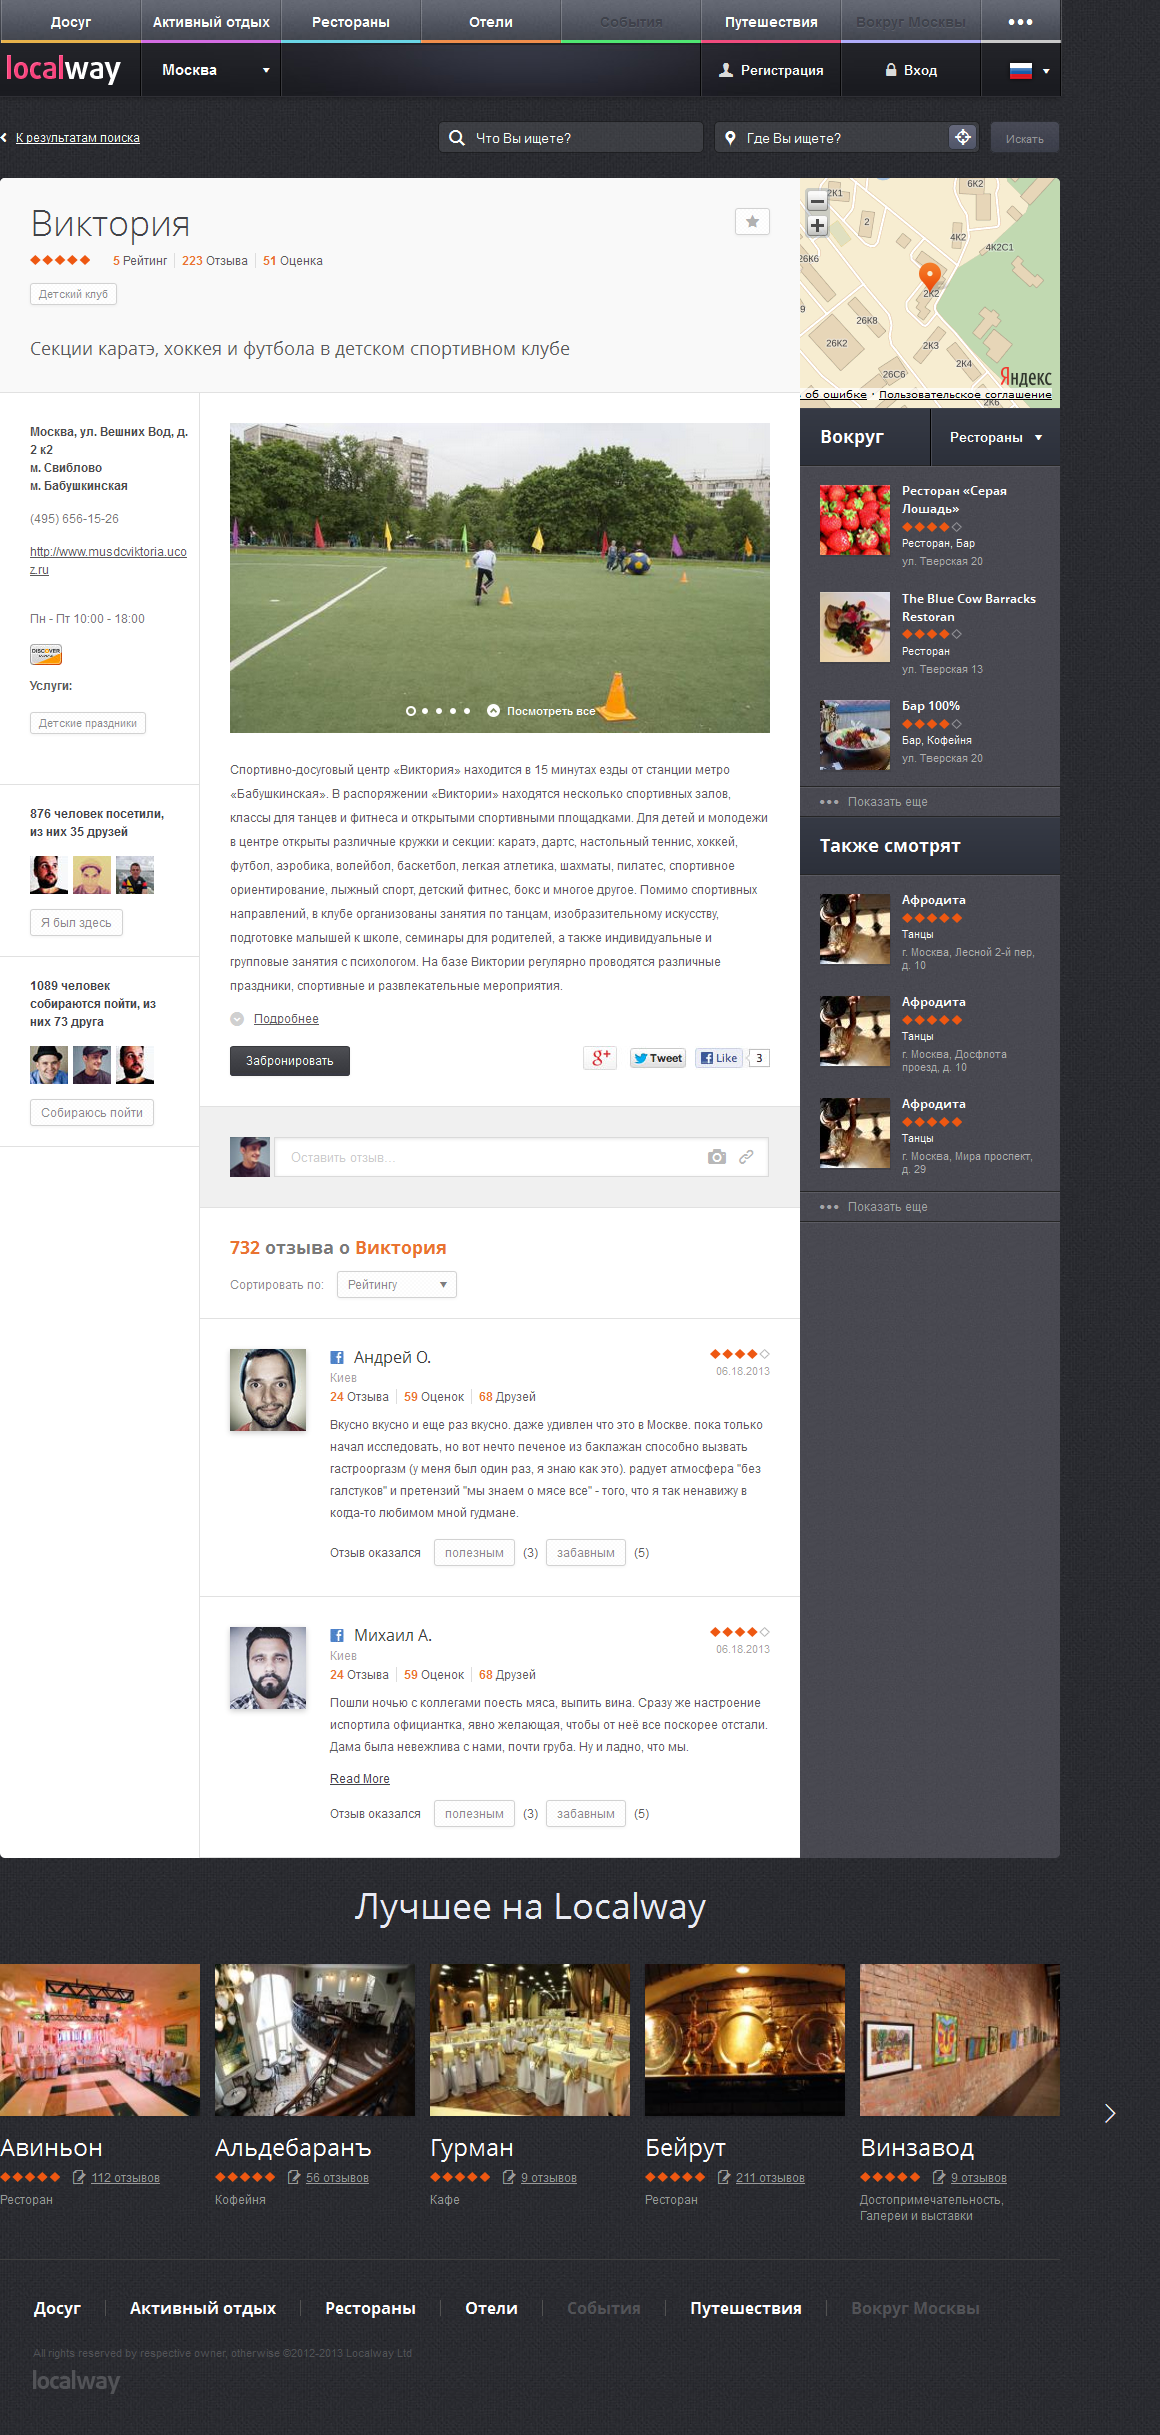 Досуг
Активный отдых
Рестораны
Отели
События
Путешествия
Вокруг Москвы
localway
Москва
Регистрация
Вход
К результатам поиска
Что Вы ищете?
Где Вы ищете?
Искать
Виктория
5 Рейтинг
223 Отзыва
51 Оценка
Детский клуб
Секции каратэ, хоккея и футбола в детском спортивном клубе
2К1
6К2
2
4К2
4К2С1
26К6
2К2
9
26К8
26К2
2К3
2К4
26С6
Яндекс
об ошибке · Пользовательское соглашение
2К6
Москва, ул. Вешних Вод, д.
2 к2
м. Свиблово
м. Бабушкинская
(495) 656-15-26
http://www.musdcviktoria.uco
z.ru
Пн - Пт 10:00 - 18:00
DISCOVER
Услуги:
Детские праздники
876 человек посетили,
из них 35 друзей
Я был здесь
1089 человек
собираются пойти, из
них 73 друга
Собираюсь пойти
Посмотреть все
Спортивно-досуговый центр «Виктория» находится в 15 минутах езды от станции метро
«Бабушкинская». В распоряжении «Виктории» находятся несколько спортивных залов,
классы для танцев и фитнеса и открытыми спортивными площадками. Для детей и молодежи
в центре открыты различные кружки и секции: каратэ, дартс, настольный теннис, хоккей,
футбол, аэробика, волейбол, баскетбол, легкая атлетика, шахматы, пилатес, спортивное
ориентирование, лыжный спорт, детский фитнес, бокс и многое другое. Помимо спортивных
направлений, в клубе организованы занятия по танцам, изобразительному искусству,
подготовке малышей к школе, семинары для родителей, а также индивидуальные и
групповые занятия с психологом. На базе Виктории регулярно проводятся различные
праздники, спортивные и развлекательные мероприятия.
Подробнее
Забронировать
g+
Tweet
Like
3
Оставить отзыв...
732 отзыва о Виктория
Сортировать по:
Рейтингу
Андрей О.
06.18.2013
Киев
24 Отзыва
59 Оценок
68 Друзей
Вкусно вкусно и еще раз вкусно. даже удивлен что это в Москве. пока только
начал исследовать, но вот нечто печеное из баклажан способно вызвать
гастрооргазм (у меня был один раз, я знаю как это). радует атмосфера "без
галстуков" и претензий "мы знаем о мясе все" - того, что я так ненавижу в
когда-то любимом мной гудмане.
Отзыв оказался
полезным
(3)
забавным
(5)
Михаил А.
06.18.2013
Киев
24 Отзыва
59 Оценок
68 Друзей
Пошли ночью с коллегами поесть мяса, выпить вина. Сразу же настроение
испортила официантка, явно желающая, чтобы от неё все поскорее отстали.
Дама была невежлива с нами, почти груба. Ну и ладно, что мы.
Read More
Отзыв оказался
полезным
(3)
забавным
(5)
Вокруг
Рестораны
Ресторан «Серая
Лошадь»
Ресторан, Бар
ул. Тверская 20
The Blue Cow Barracks
Restoran
Ресторан
ул. Тверская 13
Бар 100%
Бар, Кофейня
ул. Тверская 20
Показать еще
Также смотрят
Афродита
Танцы
г. Москва, Лесной 2-й пер,
д. 10
Афродита
Танцы
г. Москва, Досфлота
проезд, д. 10
Афродита
Танцы
г. Москва, Мира проспект,
д. 29
Показать еще
Лучшее на Localway
Авиньон
112 отзывов
Ресторан
Альдебаранъ
56 отзывов
Кофейня
Гурман
9 отзывов
Кафе
Бейрут
211 отзывов
Ресторан
Винзавод
9 отзывов
Достопримечательность,
Галереи и выставки
Досуг
Активный отдых
Рестораны
Отели
События
Путешествия
Вокруг Москвы
All rights reserved by respective owner, otherwise ©2012-2013 Localway Ltd
localway